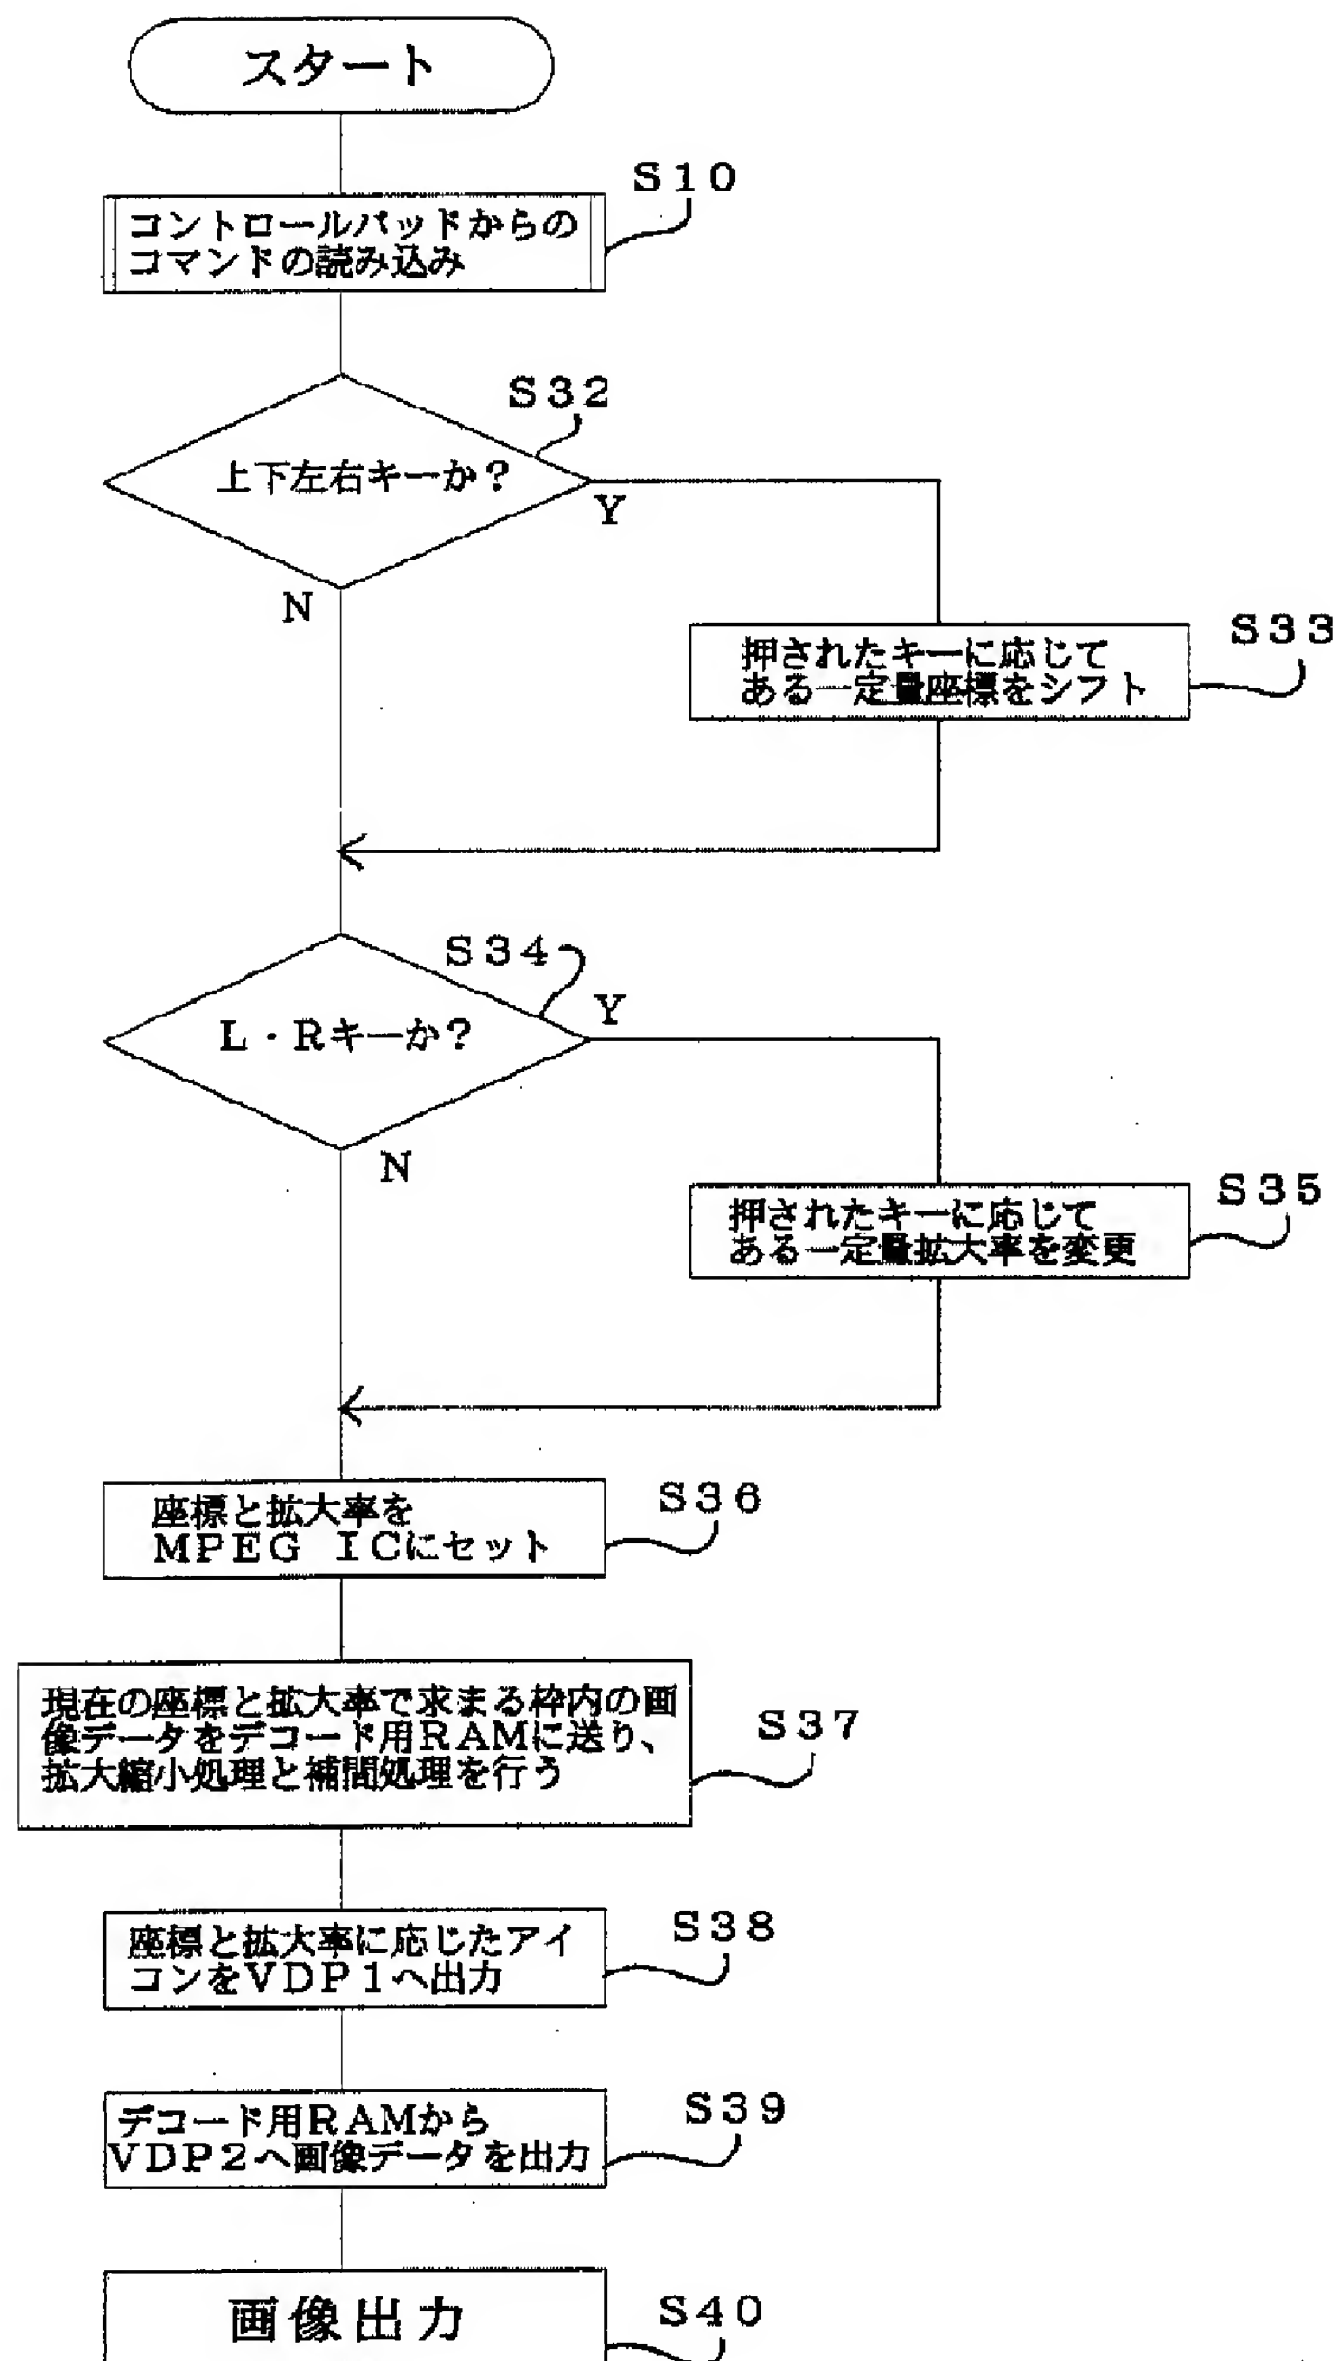 スタート
S10
コントロールパッドからの
コマンドの読み込み
S32
上下左右キーか？
Y
N
S33
押されたキーに応じて
ある一定量座標をシフト
S34
L・Rキーか？
Y
N
S35
押されたキーに応じて
ある一定量拡大率を変更
S36
座標と拡大率を
MPEG ICにセット
S37
現在の座標と拡大率で求まる枠内の画
像データをデコード用RAMに送り、
拡大縮小処理と補間処理を行う
S38
座標と拡大率に応じたアイ
コンをVDP1へ出力
S39
デコード用RAMから
VDP2へ画像データを出力
S40
画像出力